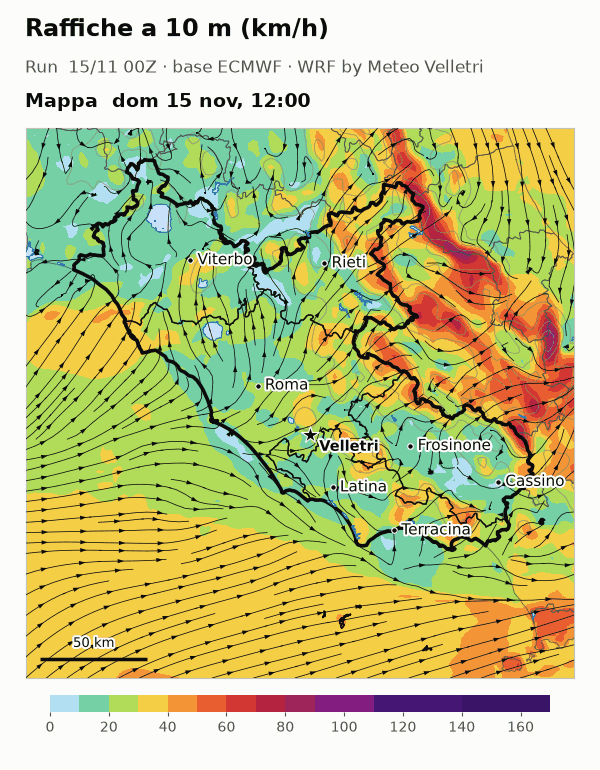 Raffiche a 10 m (km/h)
Run  15/11 00Z · base ECMWF · WRF by Meteo Velletri
Mappa  dom 15 nov, 12:00
Viterbo
Rieti
Roma
Velletri
Frosinone
Cassino
Latina
Terracina
50 km
0 20 40 60 80 100 120 140 160